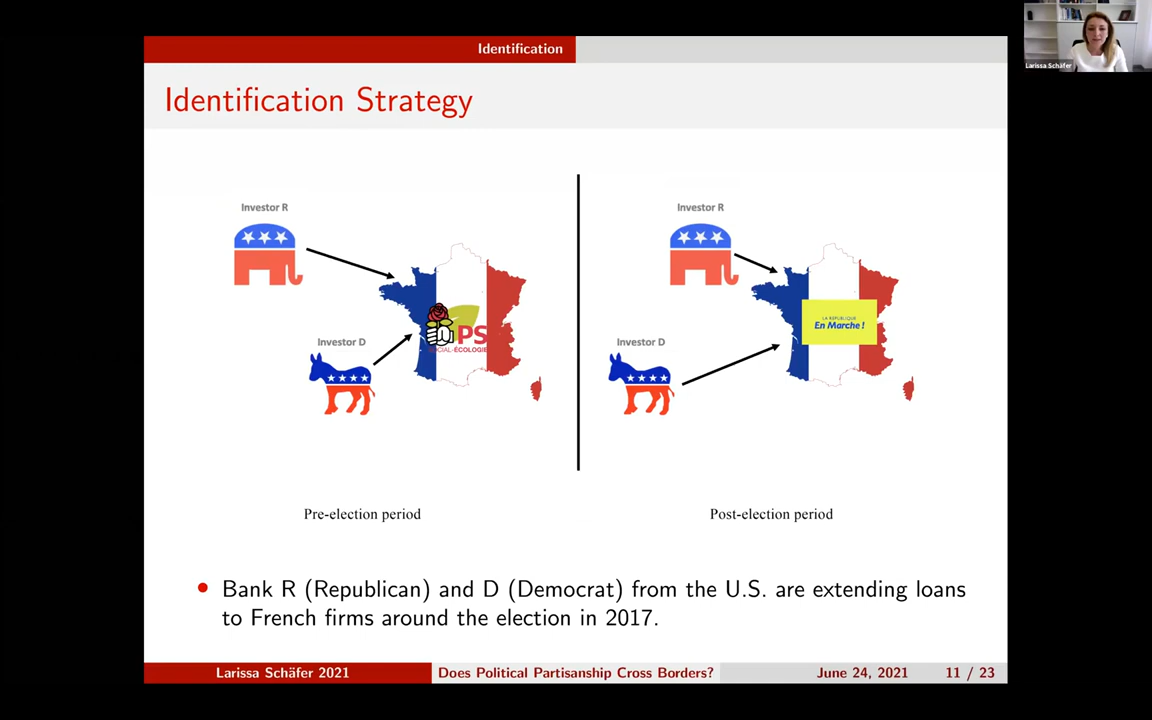 Identification
Larissa Schäfer
Identification Strategy
Investor R
Investor R
LA RÉPUBLIQUE
En Marche !
PS
SOCIAL-ÉCOLOGIE
Investor D
Investor D
Pre-election period
Post-election period
Bank R (Republican) and D (Democrat) from the U.S. are extending loans
to French firms around the election in 2017.
Larissa Schäfer 2021
Does Political Partisanship Cross Borders?
June 24, 2021
11 / 23